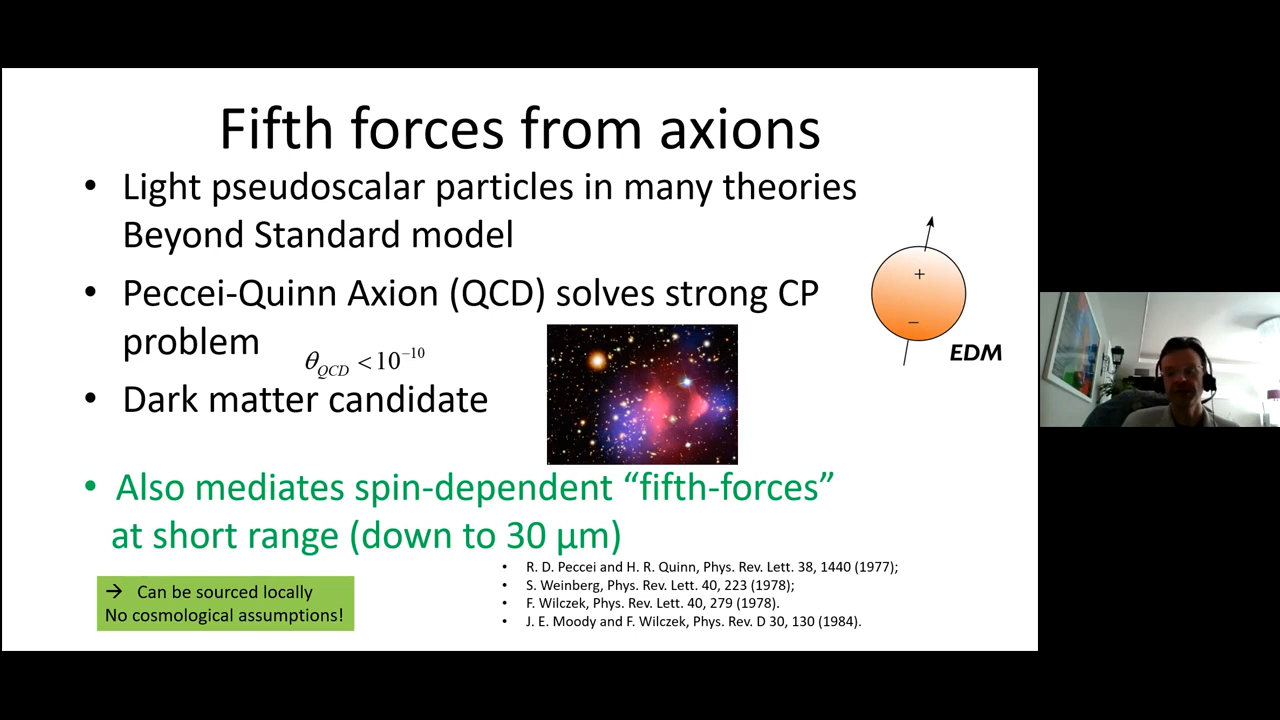 Fifth forces from axions
• Light pseudoscalar particles in many theories
Beyond Standard model
• Peccei-Quinn Axion (QCD) solves strong CP
problem
θ_QCD < 10^−10
• Dark matter candidate
+
−
EDM
• Also mediates spin-dependent “fifth-forces”
at short range (down to 30 µm)
→ Can be sourced locally
No cosmological assumptions!
• R. D. Peccei and H. R. Quinn, Phys. Rev. Lett. 38, 1440 (1977);
• S. Weinberg, Phys. Rev. Lett. 40, 223 (1978);
• F. Wilczek, Phys. Rev. Lett. 40, 279 (1978).
• J. E. Moody and F. Wilczek, Phys. Rev. D 30, 130 (1984).